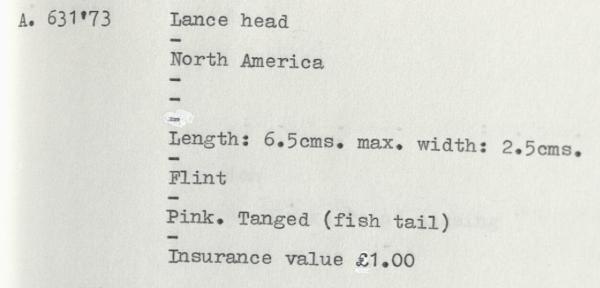 A. 631'73 Lance head
-
North America
-
-
-
Length: 6.5cms. max. width: 2.5cms.
-
Flint
-
Pink. Tanged (fish tail)
-
Insurance value £1.00